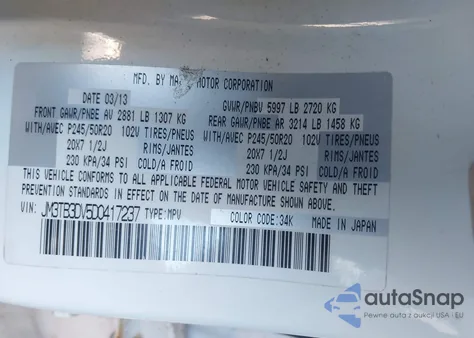 MFD. BY MAZDA MOTOR CORPORATION
DATE 03/13
GVWR/PNBV 5997 LB 2720 KG
FRONT GAWR/PNBE AV 2881 LB 1307 KG
REAR GAWR/PNBE AR 3214 LB 1458 KG
WITH/AVEC P245/50R20 102V TIRES/PNEUS
WITH/AVEC P245/50R20 102V TIRES/PNEUS
20X7 1/2J RIMS/JANTES
20X7 1/2J RIMS/JANTES
230 KPA/34 PSI COLD/A FROID
230 KPA/34 PSI COLD/A FROID
THIS VEHICLE CONFORMS TO ALL APPLICABLE FEDERAL MOTOR VEHICLE SAFETY AND THEFT
PREVENTION STANDARDS IN EFFECT ON THE DATE OF MANUFACTURE SHOWN ABOVE.
VIN: JM3TB3DV5D0417237 TYPE: MPV COLOR CODE: 34K MADE IN JAPAN
autoSnap
Pewne auta z aukcji USA i EU